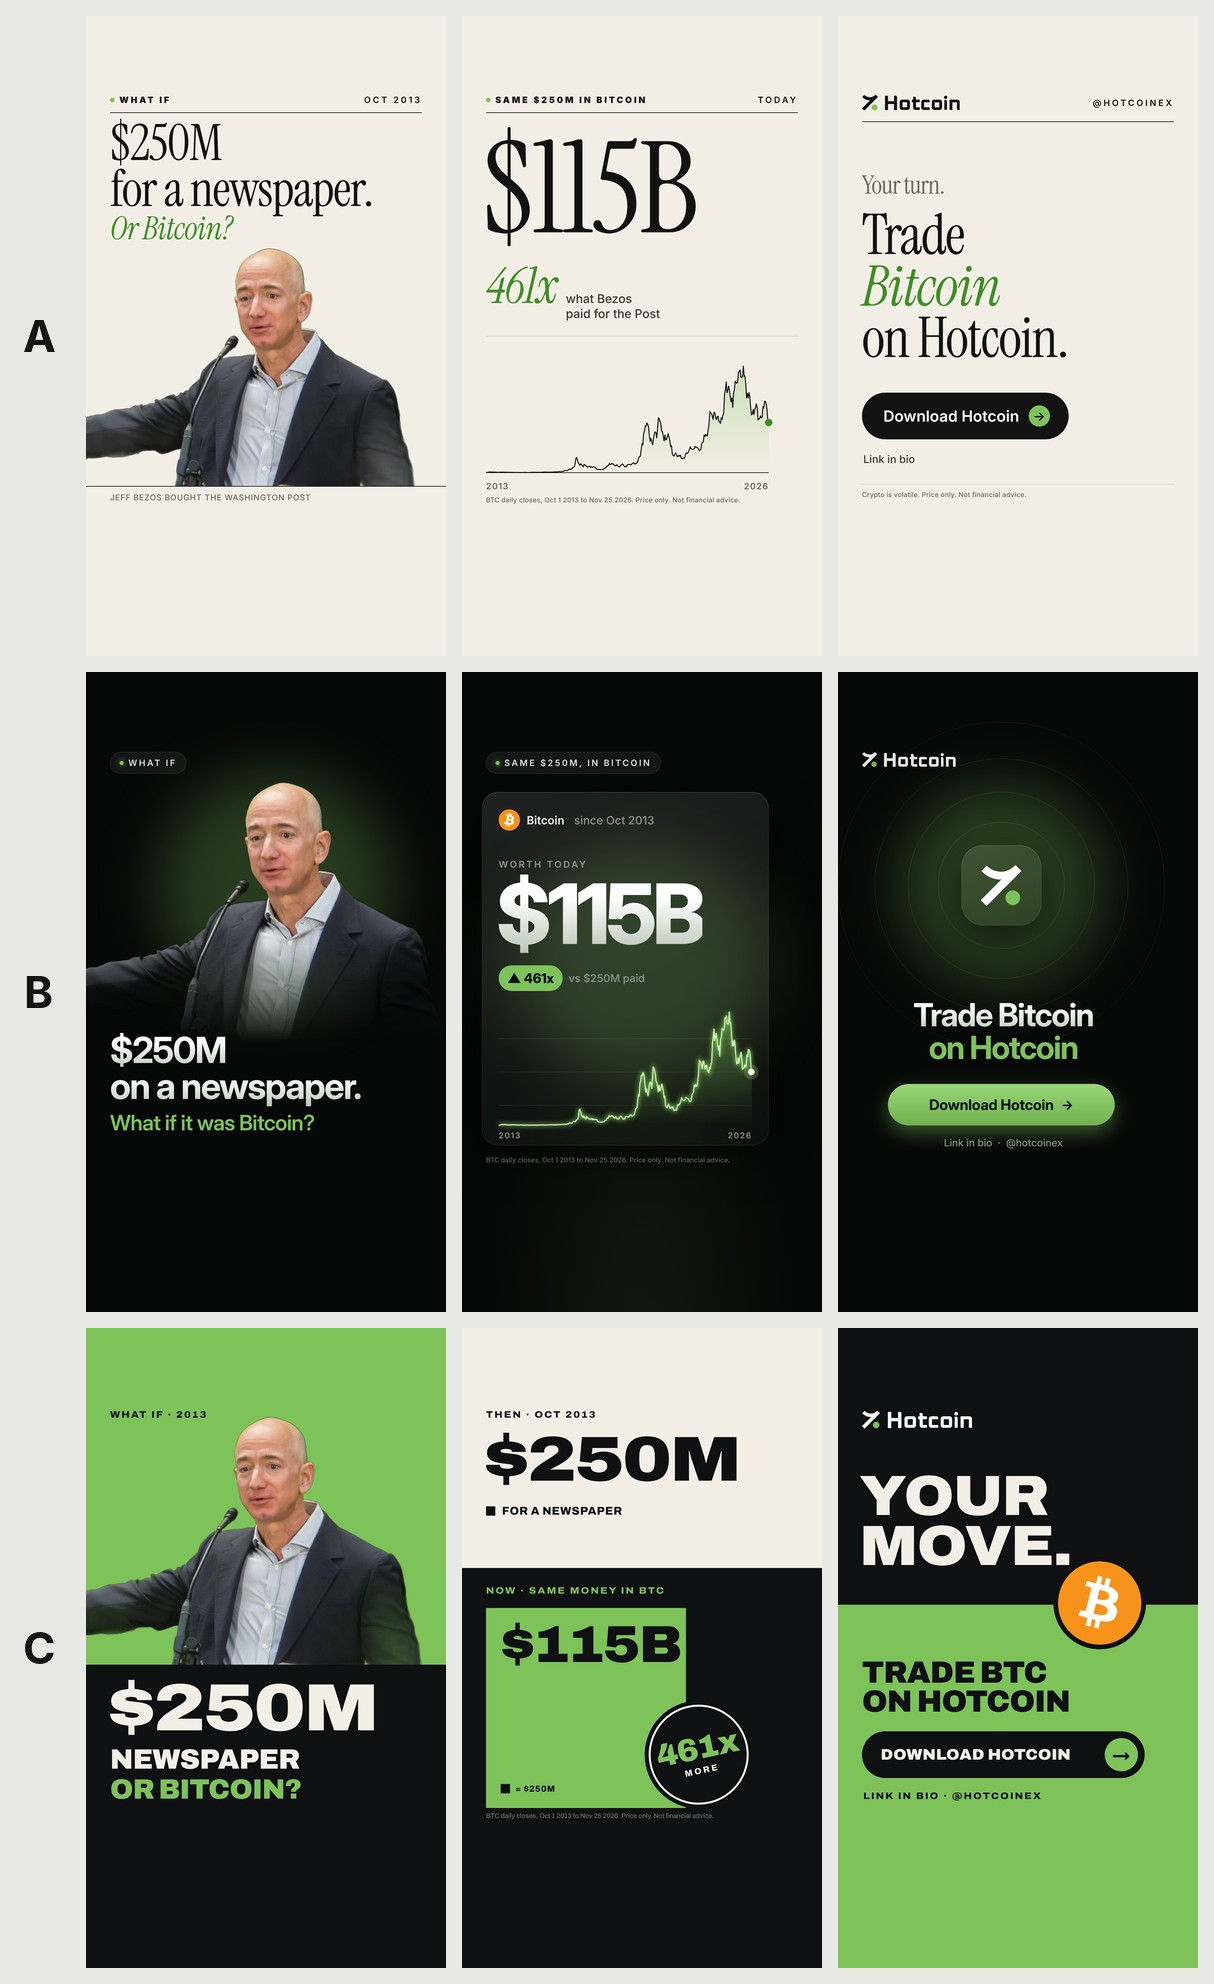 A
WHAT IF
OCT 2013
$250M
for a newspaper.
Or Bitcoin?
JEFF BEZOS BOUGHT THE WASHINGTON POST
SAME $250M IN BITCOIN
TODAY
$115B
461x
what Bezos
paid for the Post
2013
2026
BTC daily closes, Oct 1 2013 to Nov 25 2026. Price only. Not financial advice.
Hotcoin
@HOTCOINEX
Your turn.
Trade
Bitcoin
on Hotcoin.
Download Hotcoin →
Link in bio
Crypto is volatile. Price only. Not financial advice.
B
WHAT IF
$250M
on a newspaper.
What if it was Bitcoin?
SAME $250M, IN BITCOIN
Bitcoin since Oct 2013
WORTH TODAY
$115B
▲ 461x vs $250M paid
2013
2026
BTC daily closes, Oct 1 2013 to Nov 25 2026. Price only. Not financial advice.
Hotcoin
Trade Bitcoin
on Hotcoin
Download Hotcoin →
Link in bio · @hotcoinex
C
WHAT IF · 2013
$250M
NEWSPAPER
OR BITCOIN?
THEN · OCT 2013
$250M
FOR A NEWSPAPER
NOW · SAME MONEY IN BTC
$115B
461x
MORE
= $250M
BTC daily closes, Oct 1 2013 to Nov 25 2026. Price only. Not financial advice.
Hotcoin
YOUR
MOVE.
TRADE BTC
ON HOTCOIN
DOWNLOAD HOTCOIN →
LINK IN BIO · @HOTCOINEX